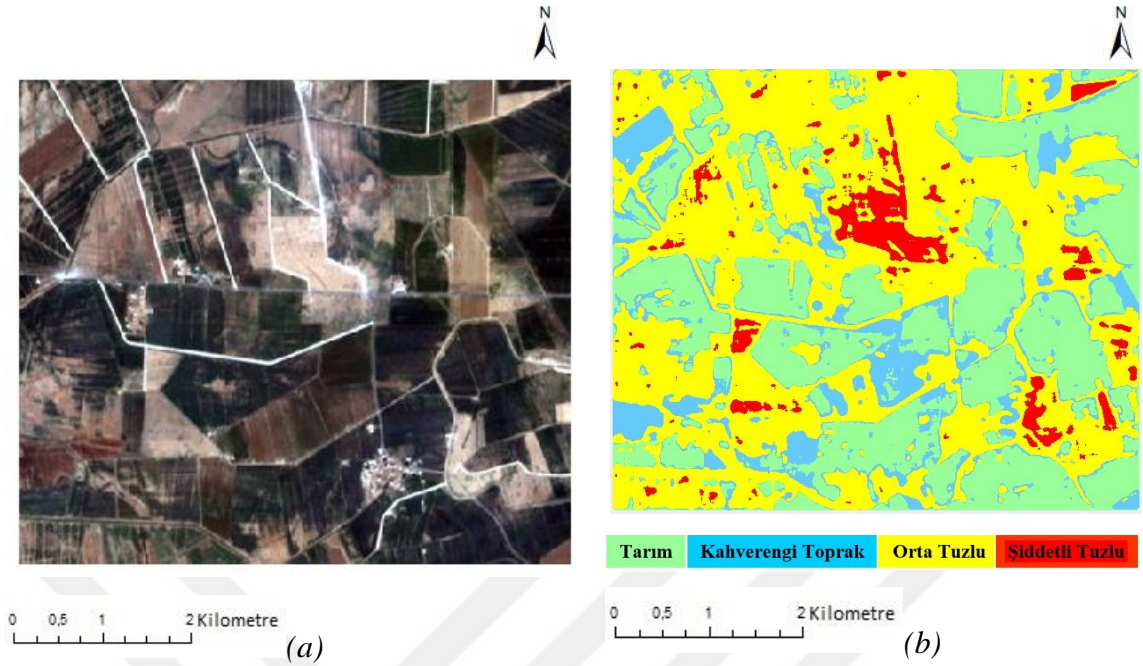 N
N
Tarım Kahverengi Toprak Orta Tuzlu Şiddetli Tuzlu
0 0,5 1 2 Kilometre
(a)
0 0,5 1 2 Kilometre
(b)